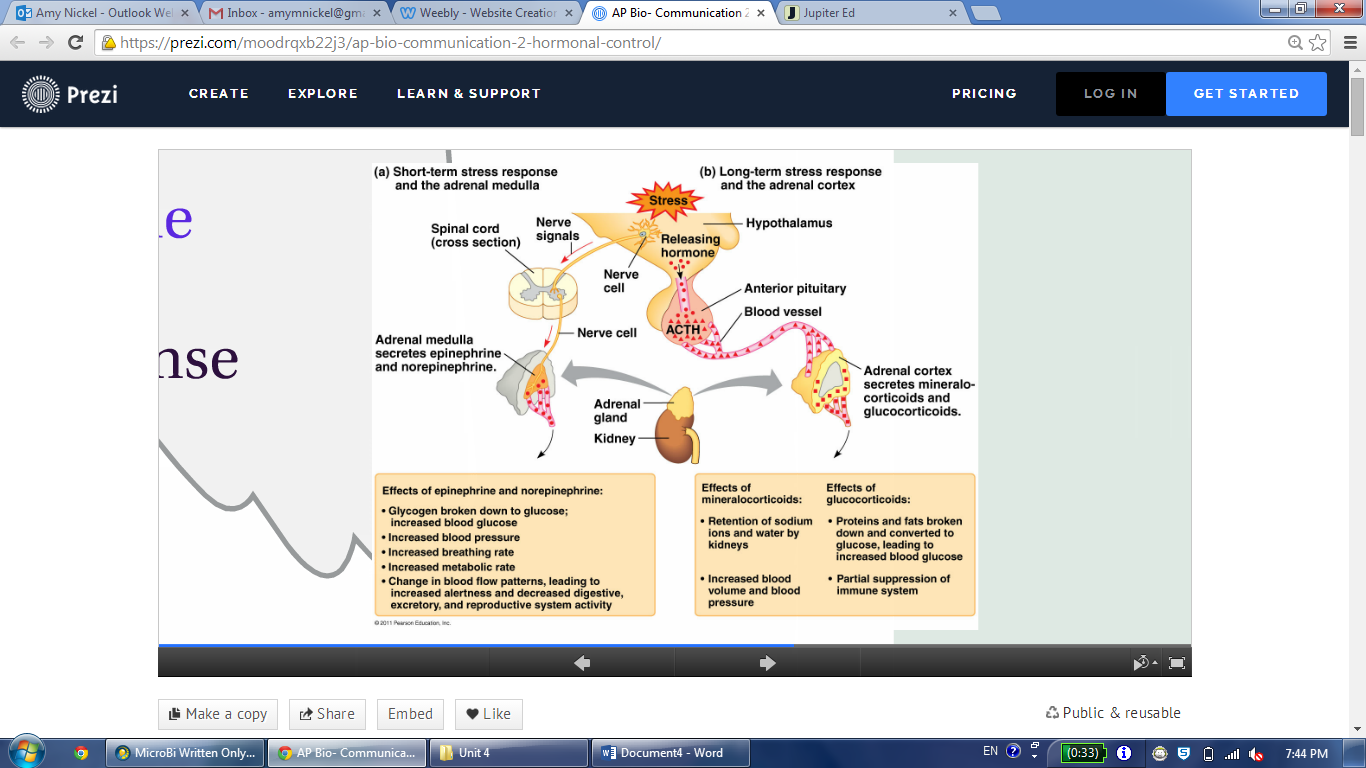 Amy Nickel - Outlook We
Inbox - amymnickel@gma
Weebly - Website Creation
AP Bio- Communication 2
Jupiter Ed
https://prezi.com/moodrqxb22j3/ap-bio-communication-2-hormonal-control/
Prezi
CREATE
EXPLORE
LEARN & SUPPORT
PRICING
LOG IN
GET STARTED
(a) Short-term stress response
and the adrenal medulla
(b) Long-term stress response
and the adrenal cortex
Stress
Spinal cord
(cross section)
Nerve
signals
Hypothalamus
Releasing
hormone
Nerve
cell
Anterior pituitary
Blood vessel
ACTH
Nerve cell
Adrenal medulla
secretes epinephrine
and norepinephrine.
Adrenal cortex
secretes mineralo-
corticoids and
glucocorticoids.
Adrenal
gland
Kidney
Effects of epinephrine and norepinephrine:
• Glycogen broken down to glucose;
increased blood glucose
• Increased blood pressure
• Increased breathing rate
• Increased metabolic rate
• Change in blood flow patterns, leading to
increased alertness and decreased digestive,
excretory, and reproductive system activity
Effects of
mineralocorticoids:
• Retention of sodium
ions and water by
kidneys
• Increased blood
volume and blood
pressure
Effects of
glucocorticoids:
• Proteins and fats broken
down and converted to
glucose, leading to
increased blood glucose
• Partial suppression of
immune system
© 2011 Pearson Education, Inc.
Make a copy
Share
Embed
Like
Public & reusable
MicroBi Written Only...
AP Bio- Communica...
Unit 4
Document4 - Word
EN
(0:33)
7:44 PM